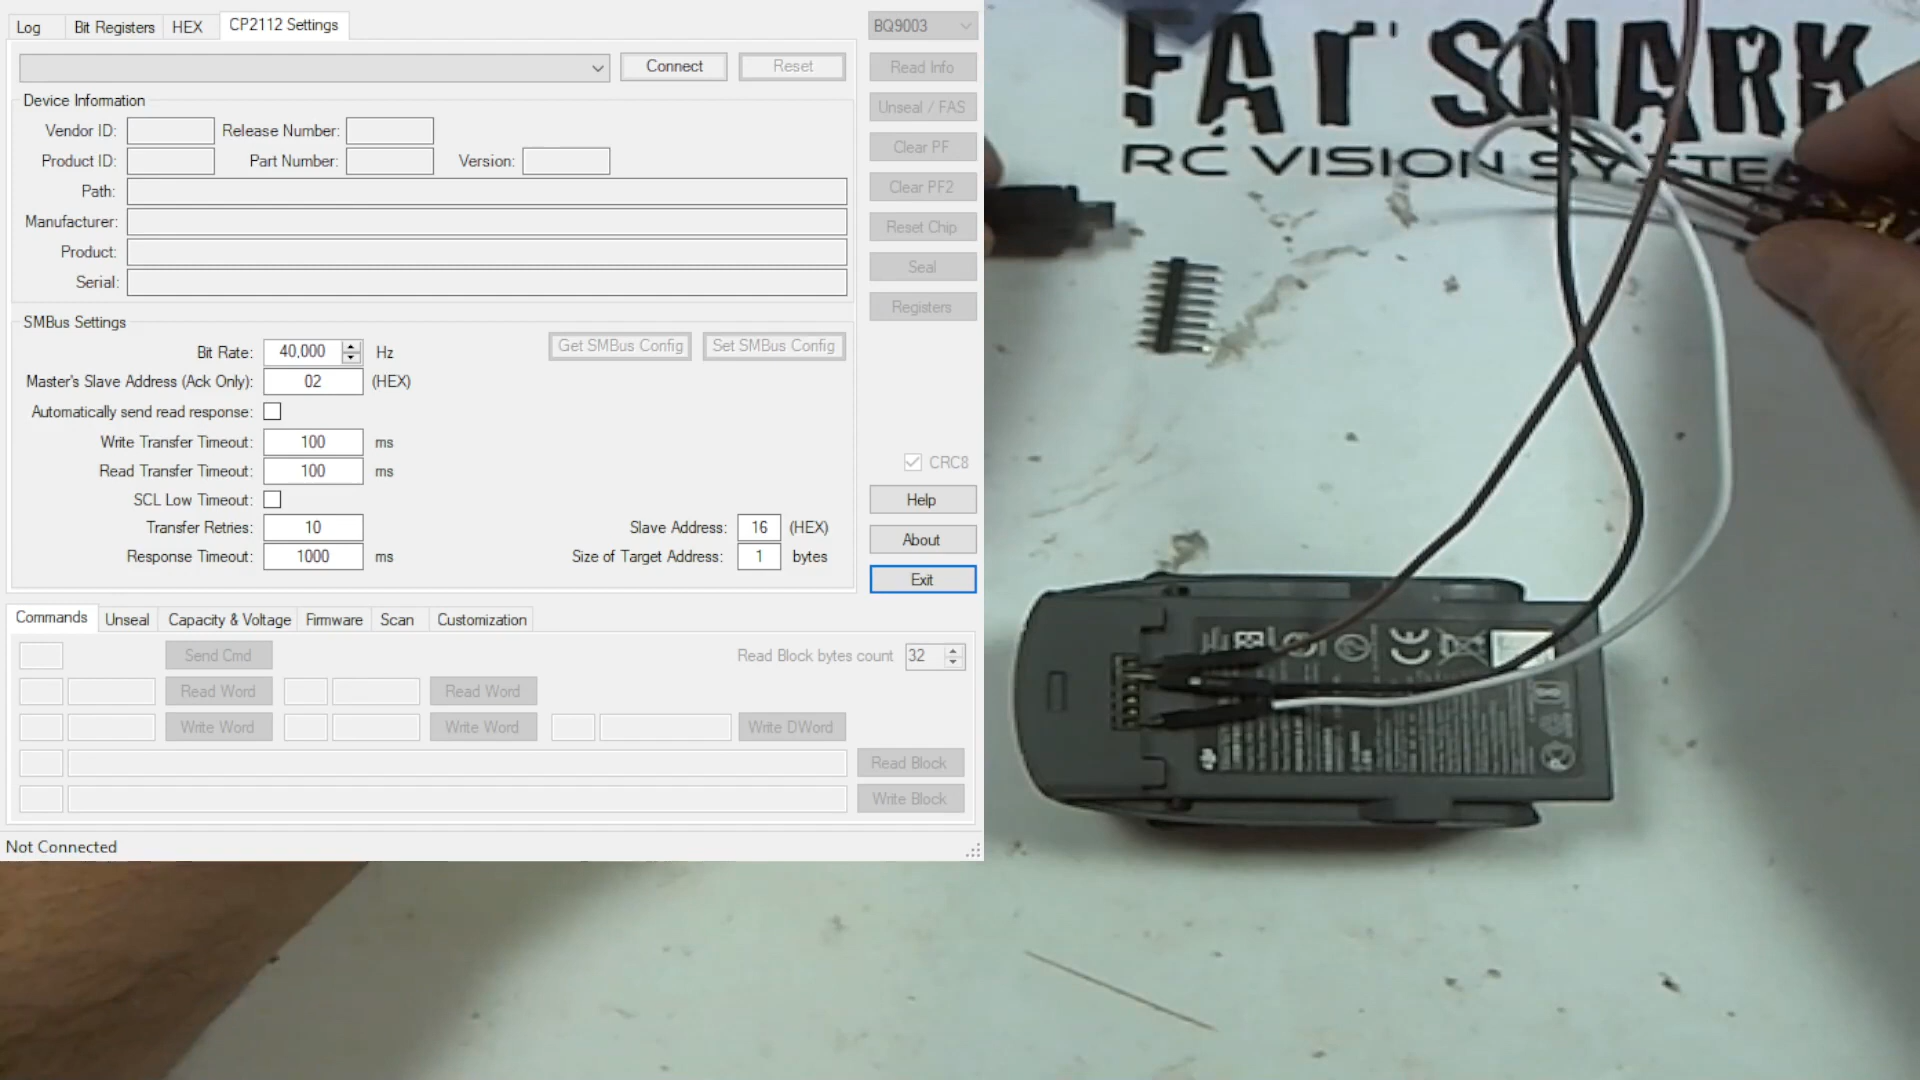 Log Bit Registers HEX CP2112 Settings
BQ9003
Connect Reset
Read Info
Device Information
Unseal / FAS
Vendor ID: Release Number:
Product ID: Part Number: Version:
Clear PF
Path:
Clear PF2
Manufacturer:
Reset Chip
Product:
Seal
Serial:
Registers
SMBus Settings
Bit Rate: 40,000 Hz Get SMBus Config Set SMBus Config
Master's Slave Address (Ack Only): 02 (HEX)
Automatically send read response:
Write Transfer Timeout: 100 ms
Read Transfer Timeout: 100 ms
CRC8
SCL Low Timeout:
Help
Transfer Retries: 10 Slave Address: 16 (HEX)
About
Response Timeout: 1000 ms Size of Target Address: 1 bytes
Exit
Commands Unseal Capacity & Voltage Firmware Scan Customization
Send Cmd Read Block bytes count 32
Read Word Read Word
Write Word Write Word Write DWord
Read Block
Write Block
Not Connected
FAT SHARK
RC VISION SYSTE
CE